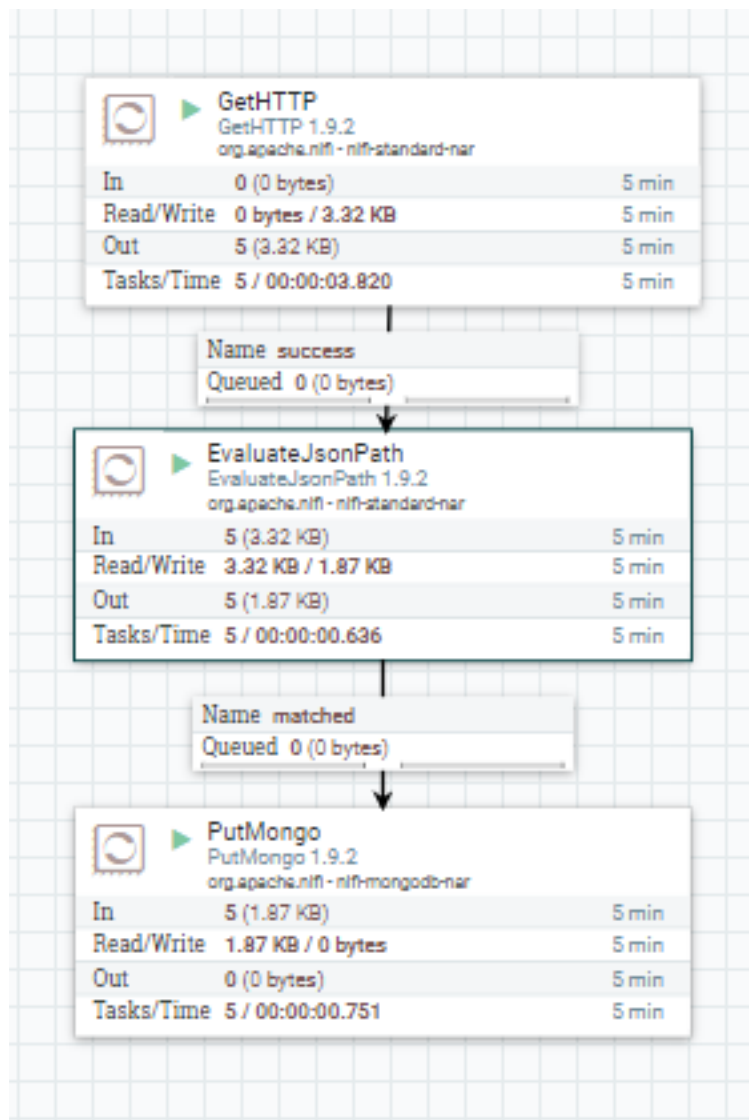 GetHTTP
GetHTTP 1.9.2
org.apache.nifi - nifi-standard-nar
In 0 (0 bytes) 5 min
Read/Write 0 bytes / 3.32 KB 5 min
Out 5 (3.32 KB) 5 min
Tasks/Time 5 / 00:00:03.820 5 min
Name success
Queued 0 (0 bytes)
EvaluateJsonPath
EvaluateJsonPath 1.9.2
org.apache.nifi - nifi-standard-nar
In 5 (3.32 KB) 5 min
Read/Write 3.32 KB / 1.87 KB 5 min
Out 5 (1.87 KB) 5 min
Tasks/Time 5 / 00:00:00.636 5 min
Name matched
Queued 0 (0 bytes)
PutMongo
PutMongo 1.9.2
org.apache.nifi - nifi-mongodb-nar
In 5 (1.87 KB) 5 min
Read/Write 1.87 KB / 0 bytes 5 min
Out 0 (0 bytes) 5 min
Tasks/Time 5 / 00:00:00.751 5 min